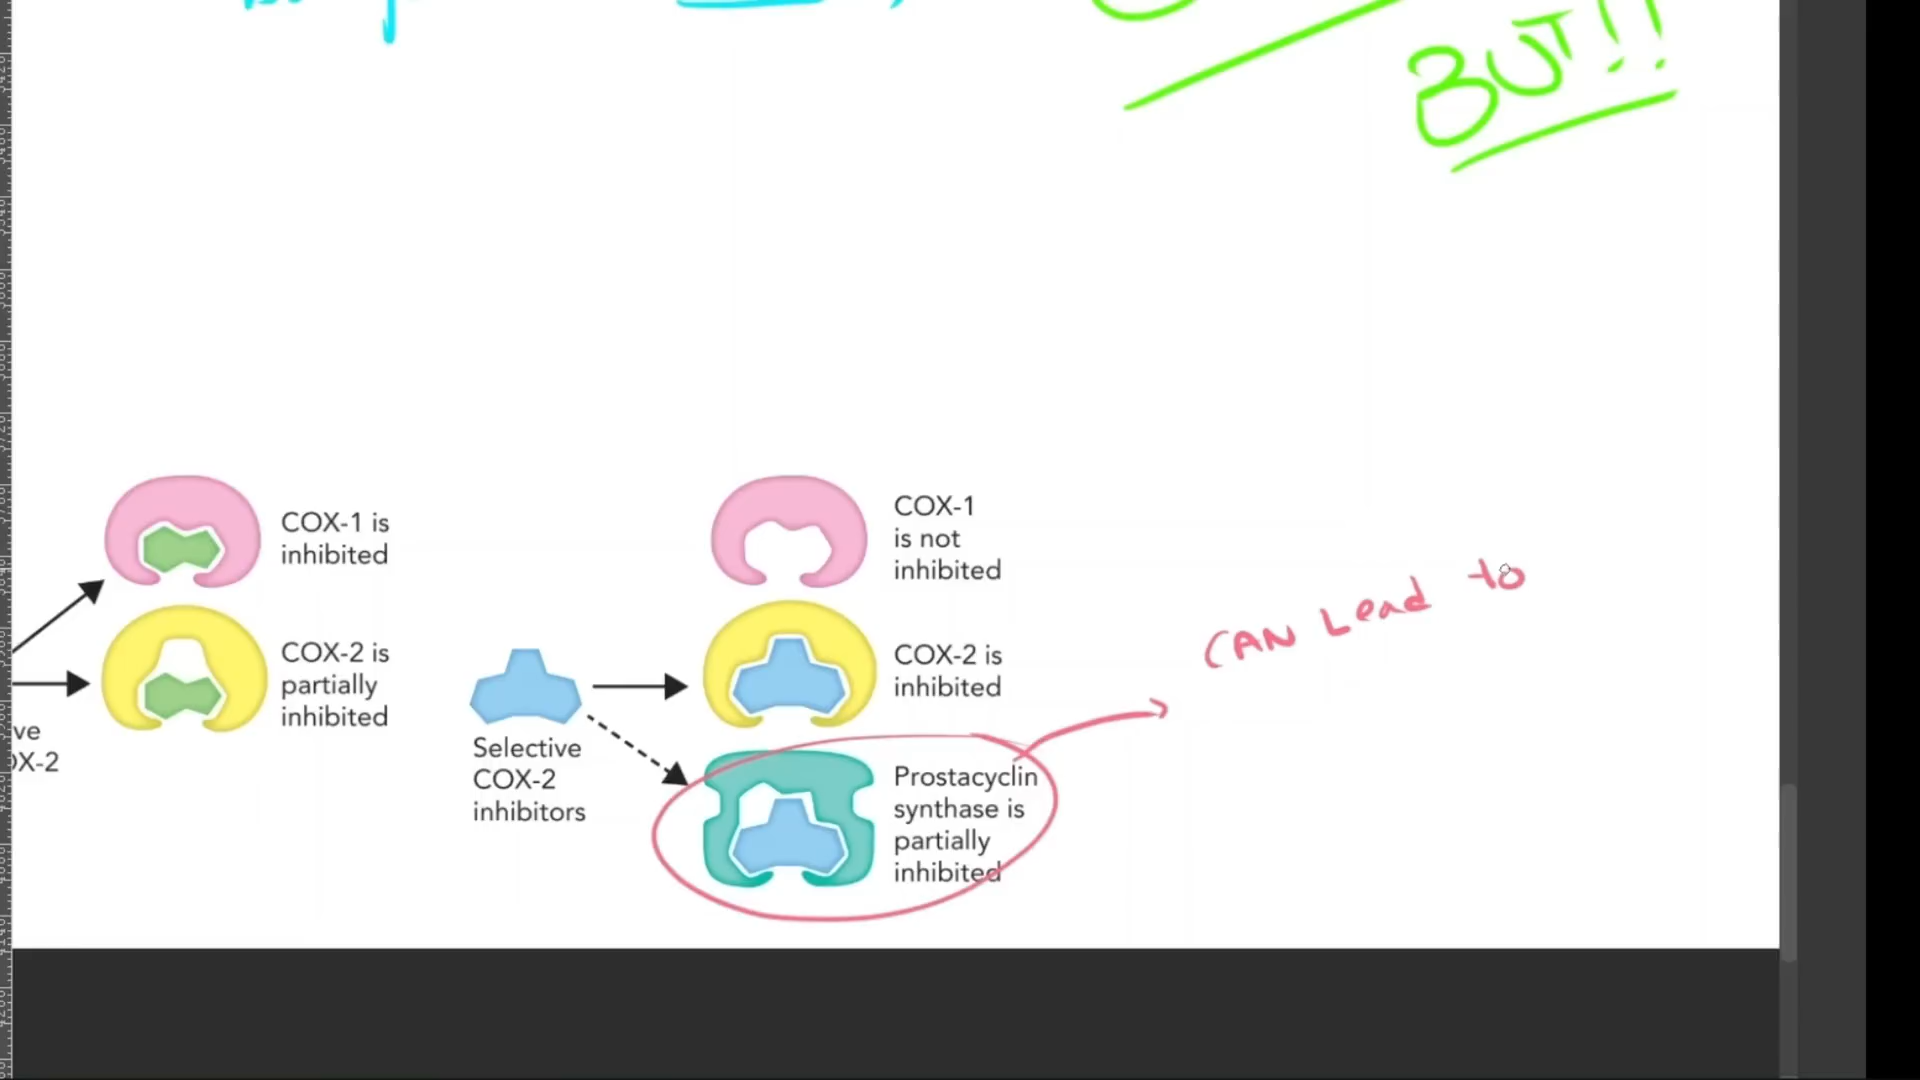 BUT!!
COX-1 is
inhibited
COX-2 is
partially
inhibited
Selective
COX-2
inhibitors
COX-1
is not
inhibited
COX-2 is
inhibited
Prostacyclin
synthase is
partially
inhibited
CAN Lead to
ve
OX-2